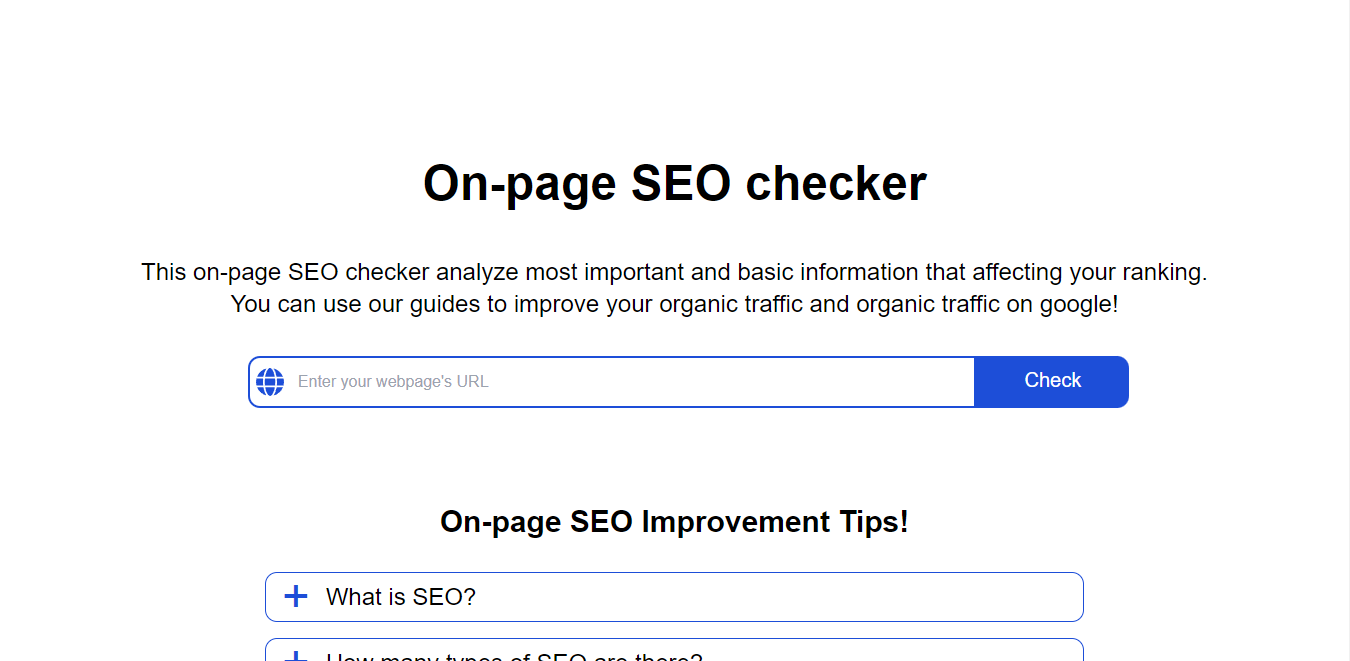 On-page SEO checker
This on-page SEO checker analyze most important and basic information that affecting your ranking.
You can use our guides to improve your organic traffic and organic traffic on google!
Enter your webpage's URL
Check
On-page SEO Improvement Tips!
What is SEO?
How many types of SEO are there?